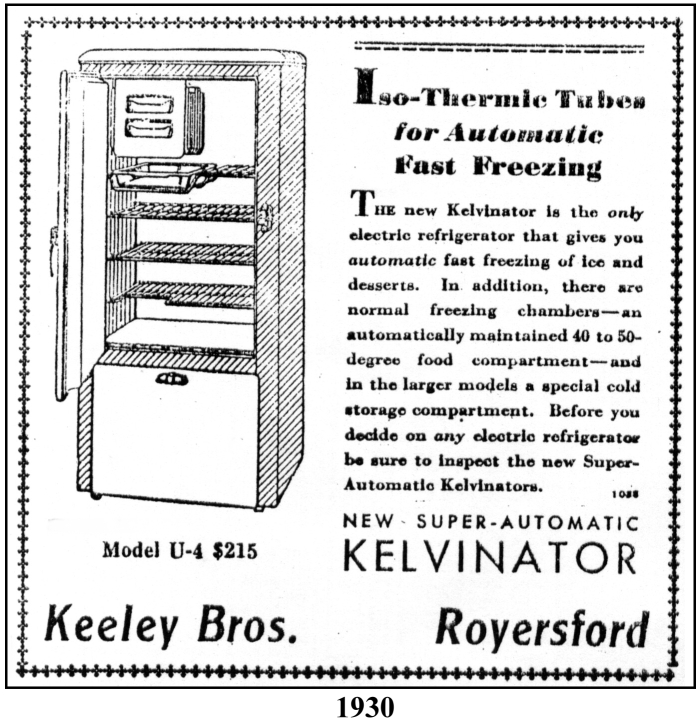 Iso-Thermic Tubes
for Automatic
Fast Freezing
THE new Kelvinator is the only
electric refrigerator that gives you
automatic fast freezing of ice and
desserts. In addition, there are
normal freezing chambers—an
automatically maintained 40 to 50-
degree food compartment—and
in the larger models a special cold
storage compartment. Before you
decide on any electric refrigerator
be sure to inspect the new Super-
Automatic Kelvinators.
1088
NEW SUPER-AUTOMATIC
KELVINATOR
Model U-4 $215
Keeley Bros. Royersford
1930